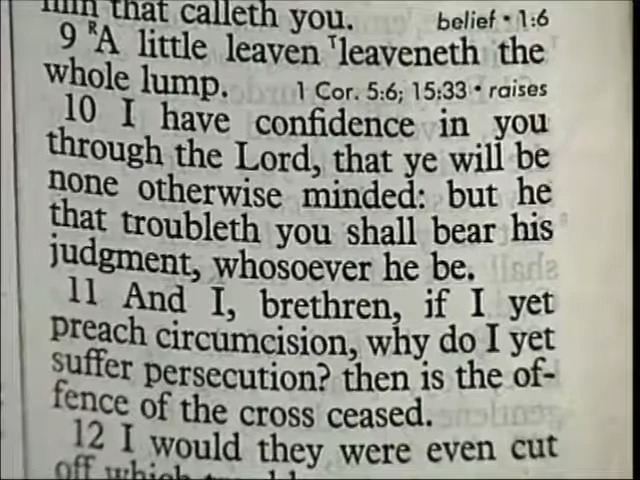 him that calleth you. belief • 1:6
9 ᴿA little leaven ᵀleaveneth the
whole lump. 1 Cor. 5:6; 15:33 • raises
10 I have confidence in you
through the Lord, that ye will be
none otherwise minded: but he
that troubleth you shall bear his
judgment, whosoever he be.
11 And I, brethren, if I yet
preach circumcision, why do I yet
suffer persecution? then is the of-
fence of the cross ceased.
12 I would they were even cut
off which